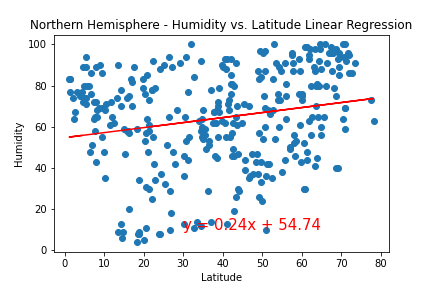 Northern Hemisphere - Humidity vs. Latitude Linear Regression
100
80
60
40
20
0
Humidity
y = 0.24x + 54.74
0 10 20 30 40 50 60 70 80
Latitude